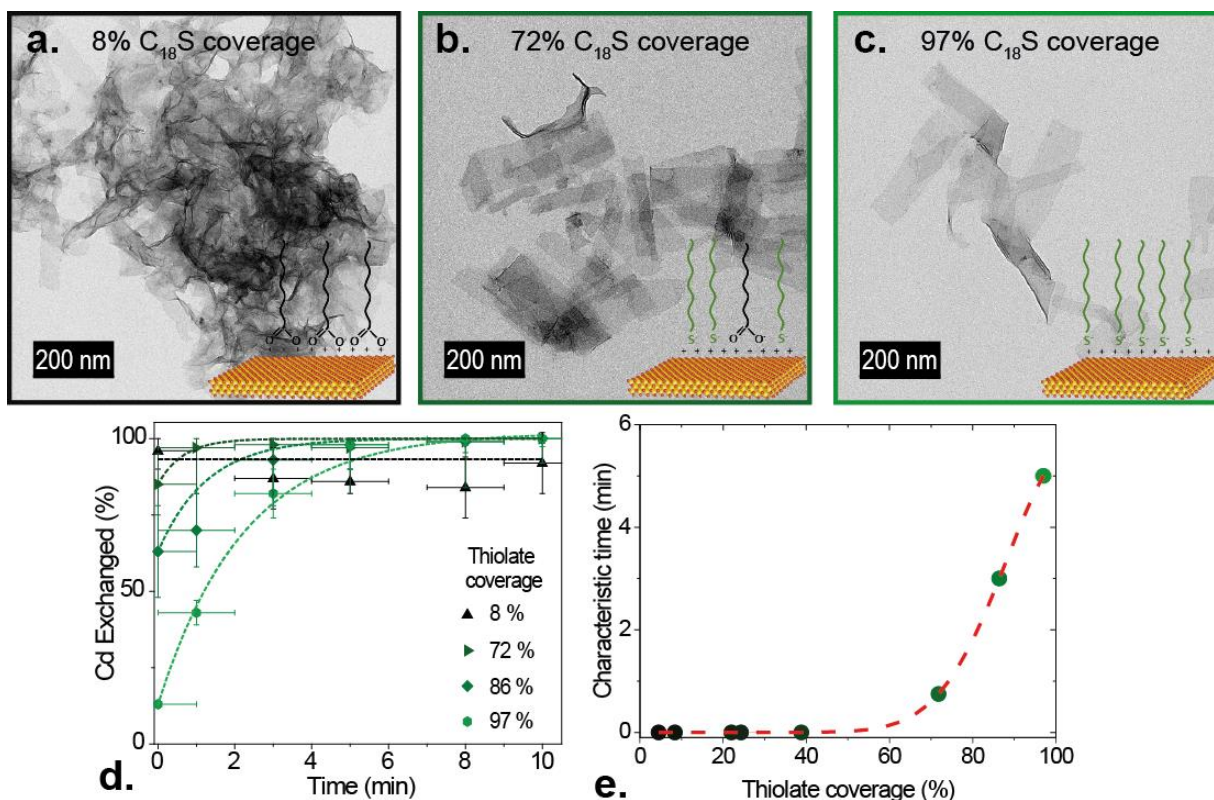 a.
8% C₁₈S coverage
O O O O O O⁻
+ + + + + + + +
200 nm
b.
72% C₁₈S coverage
S⁻ S⁻ O O⁻ S⁻
+ + + + + + + +
200 nm
c.
97% C₁₈S coverage
S⁻ S⁻ S⁻ S⁻ S⁻
+ + + + + + + +
200 nm
100
50
0
Cd Exchanged (%)
Thiolate
coverage
8 %
72 %
86 %
97 %
0 2 4 6 8 10
Time (min)
d.
6
4
2
0
Characteristic time (min)
0 20 40 60 80 100
Thiolate coverage (%)
e.